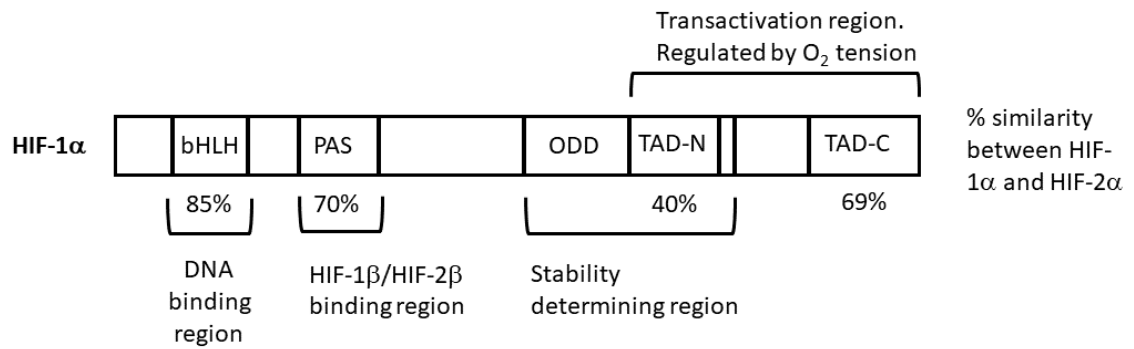 Transactivation region.
Regulated by O₂ tension
HIF-1α
bHLH
PAS
ODD
TAD-N
TAD-C
% similarity
between HIF-
1α and HIF-2α
85%
70%
40%
69%
DNA
binding
region
HIF-1β/HIF-2β
binding region
Stability
determining region